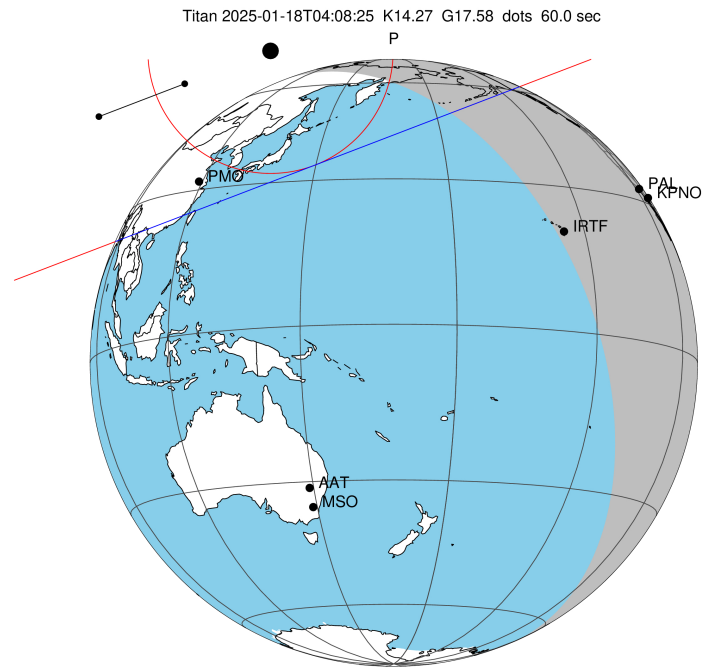 Titan 2025-01-18T04:08:25 K14.27 G17.58 dots 60.0 sec
P
PMO
PAL
KPNO
IRTF
AAT
MSO